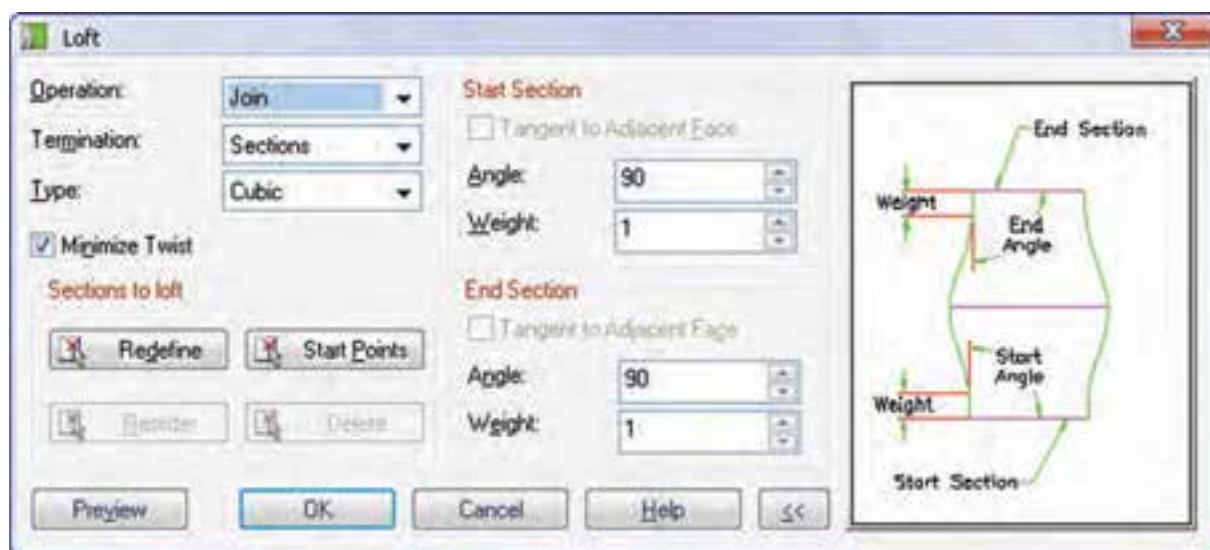 Loft
Operation: Join
Termination: Sections
Type: Cubic
Minimize Twist
Sections to loft
Redefine Start Points
Reorder Delete
Start Section
Tangent to Adjacent Face
Angle: 90
Weight: 1
End Section
Tangent to Adjacent Face
Angle: 90
Weight: 1
End Section
Weight
End
Angle
Start
Angle
Weight
Start Section
Preview OK Cancel Help <<